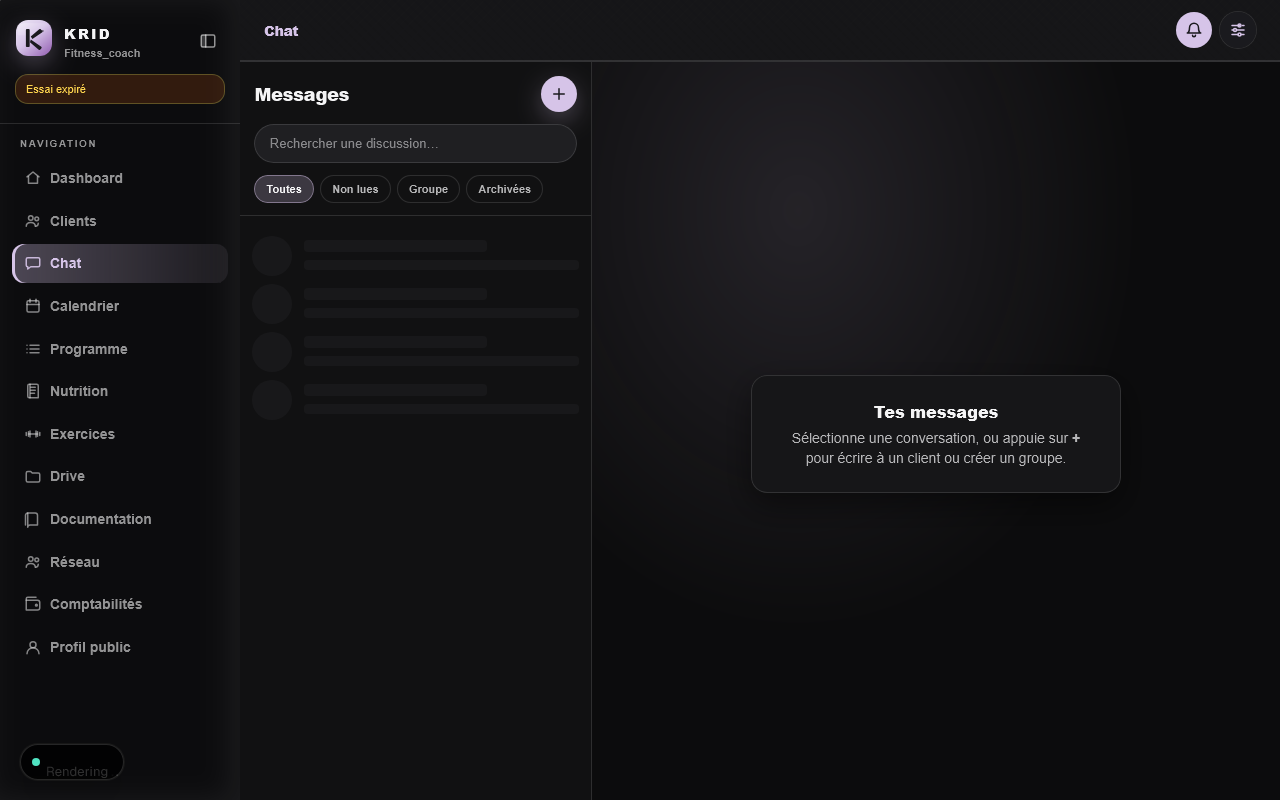 KRID
Fitness_coach
Essai expiré
NAVIGATION
Dashboard
Clients
Chat
Calendrier
Programme
Nutrition
Exercices
Drive
Documentation
Réseau
Comptabilités
Profil public
Rendering ...
Chat
Messages
+
Rechercher une discussion…
Toutes
Non lues
Groupe
Archivées
Tes messages
Sélectionne une conversation, ou appuie sur +
pour écrire à un client ou créer un groupe.